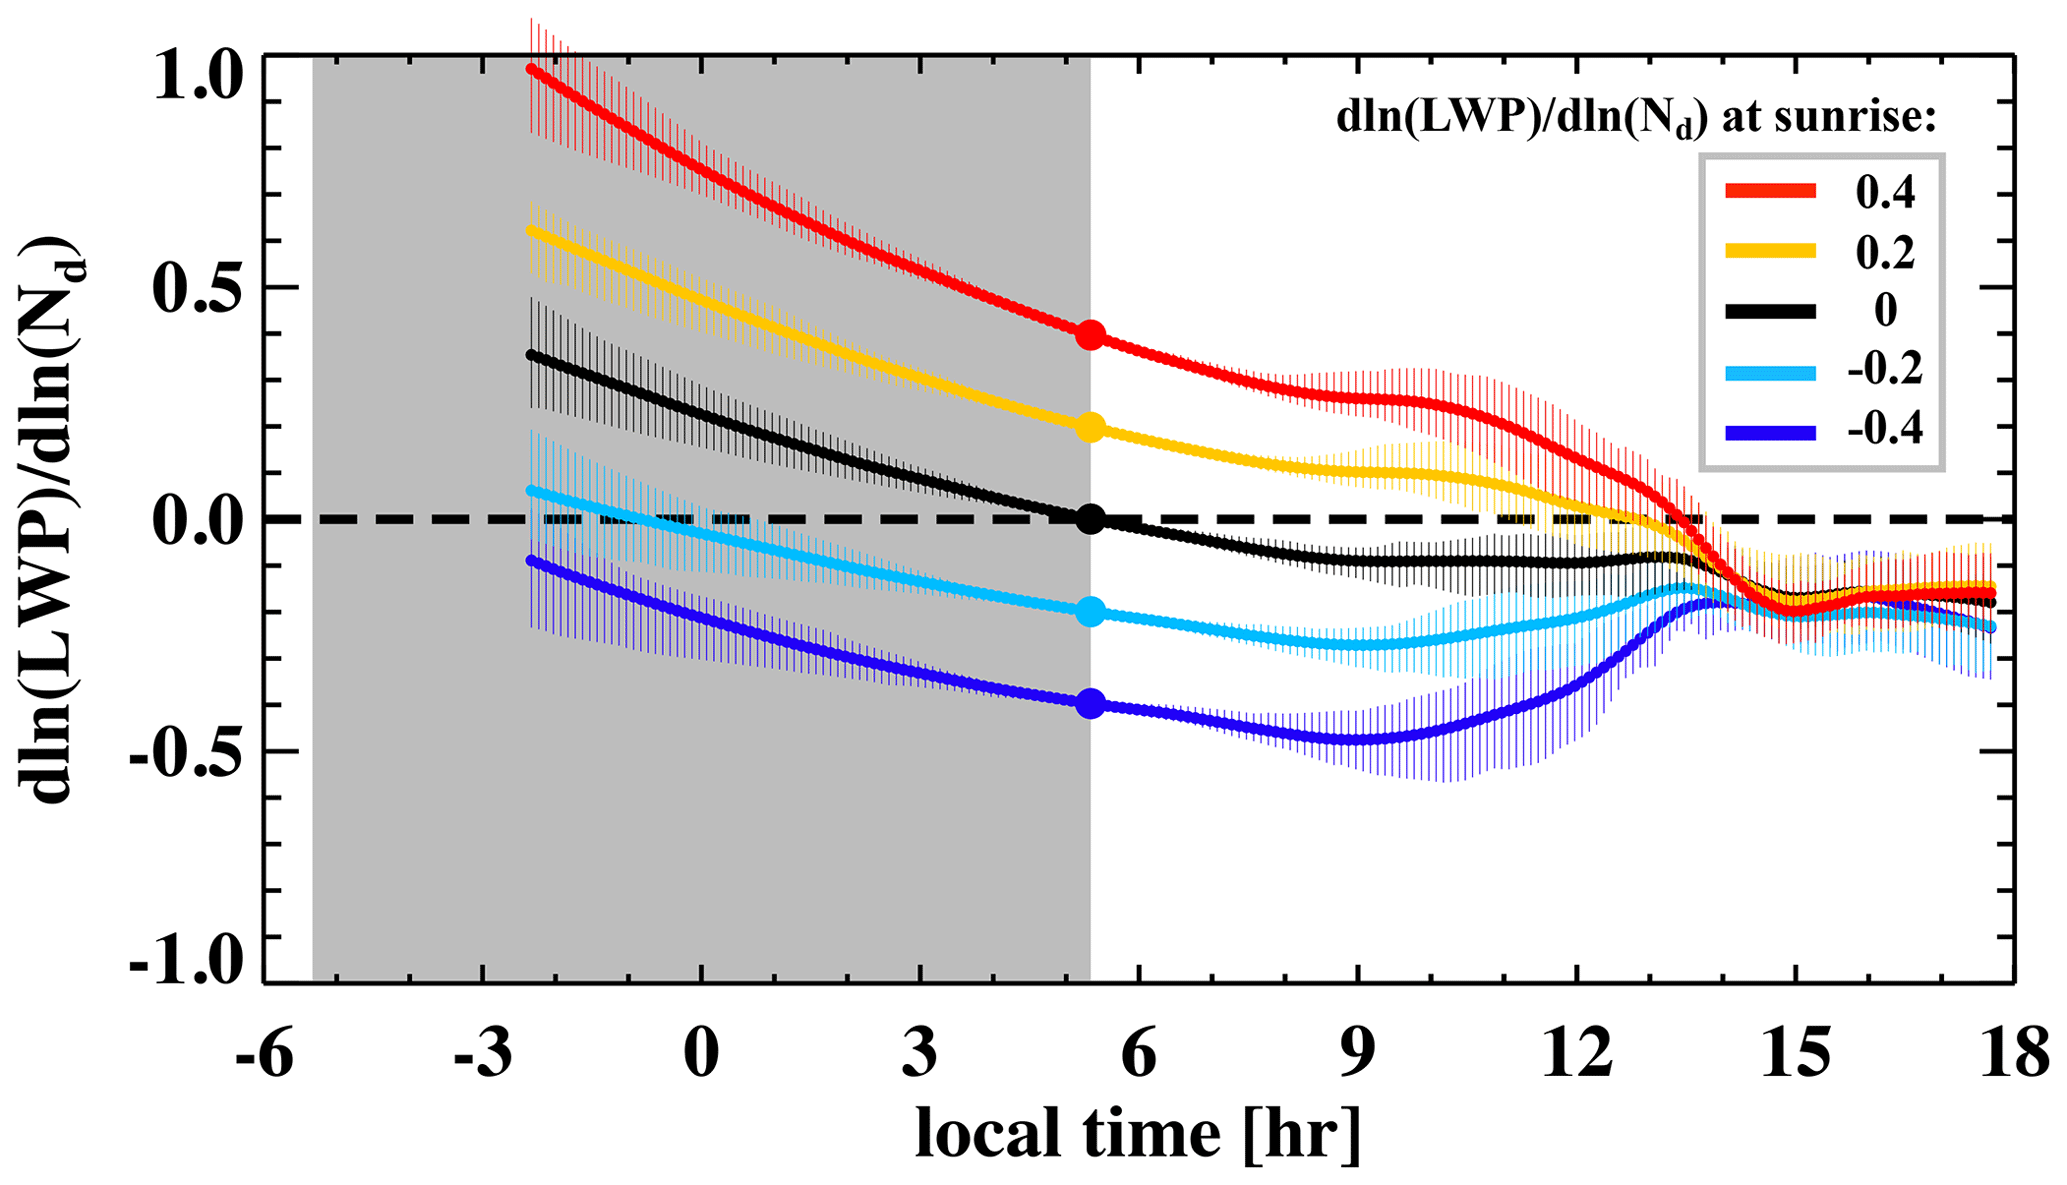 dln(LWP)/dln(Nd)
1.0
0.5
0.0
-0.5
-1.0
dln(LWP)/dln(Nd) at sunrise:
0.4
0.2
0
-0.2
-0.4
-6 -3 0 3 6 9 12 15 18
local time [hr]